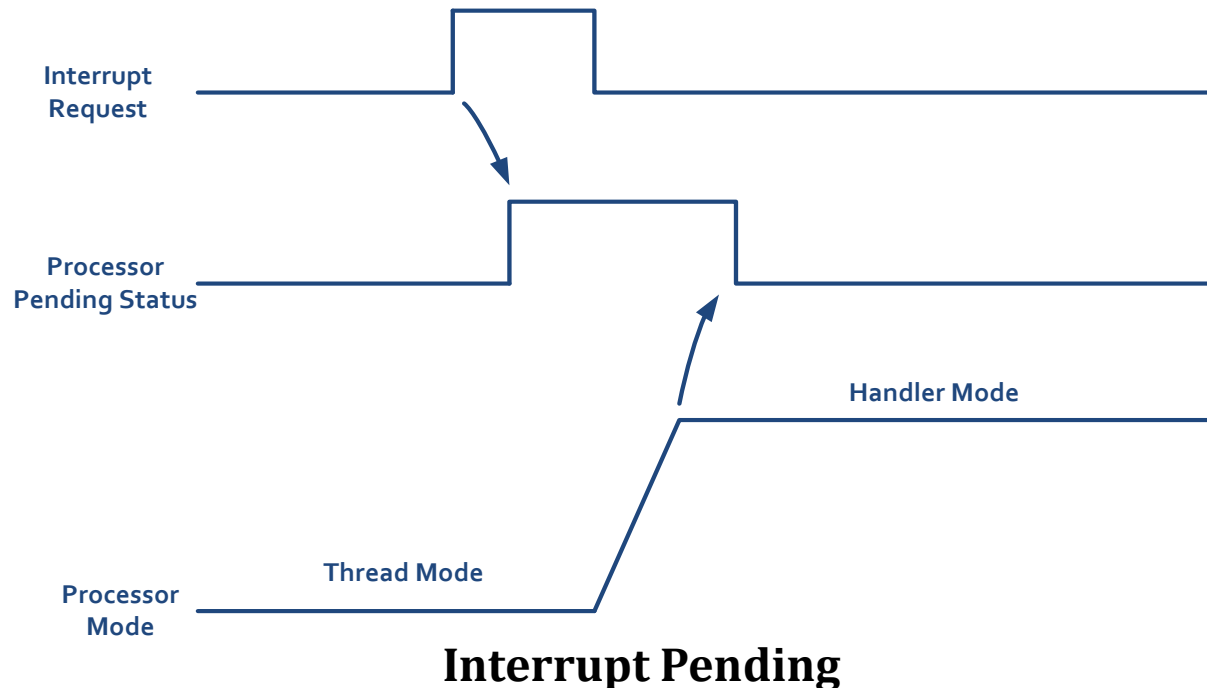 Interrupt
Request
Processor
Pending Status
Handler Mode
Thread Mode
Processor
Mode
Interrupt Pending